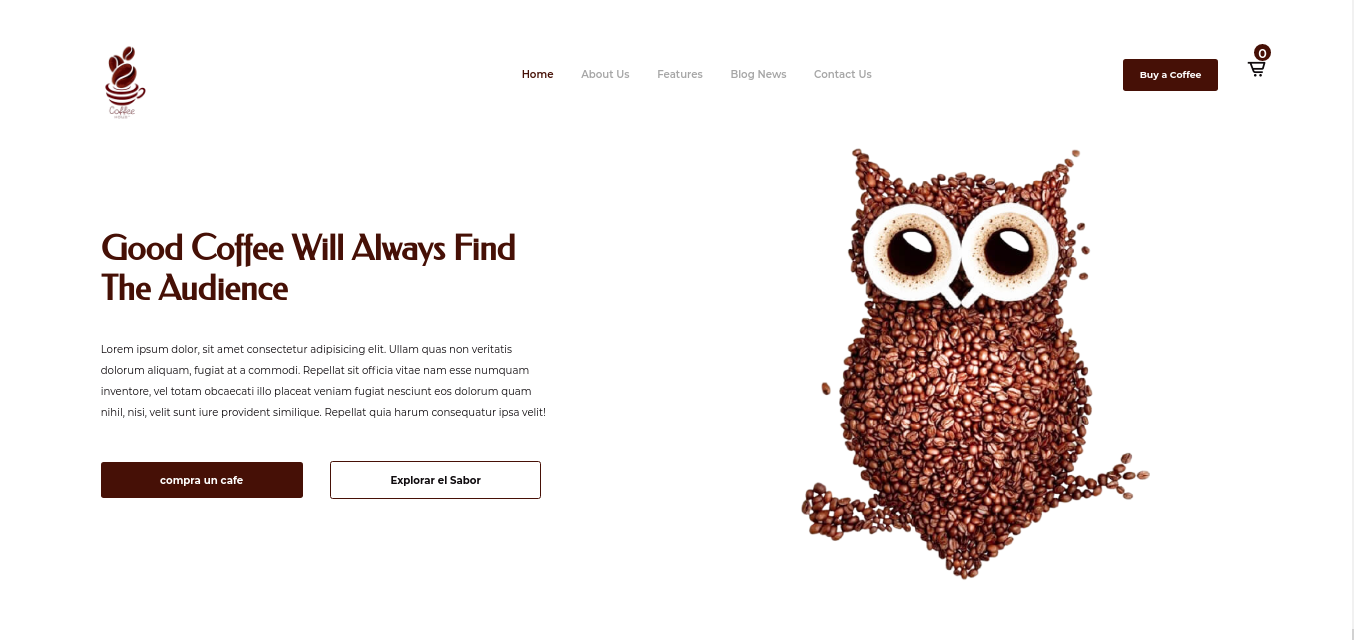 Coffee
Home About Us Features Blog News Contact Us
Buy a Coffee
0
Good Coffee Will Always Find
The Audience
Lorem ipsum dolor, sit amet consectetur adipisicing elit. Ullam quas non veritatis
dolorum aliquam, fugiat at a commodi. Repellat sit officia vitae nam esse numquam
inventore, vel totam obcaecati illo placeat veniam fugiat nesciunt eos dolorum quam
nihil, nisi, velit sunt iure provident similique. Repellat quia harum consequatur ipsa velit!
compra un cafe
Explorar el Sabor